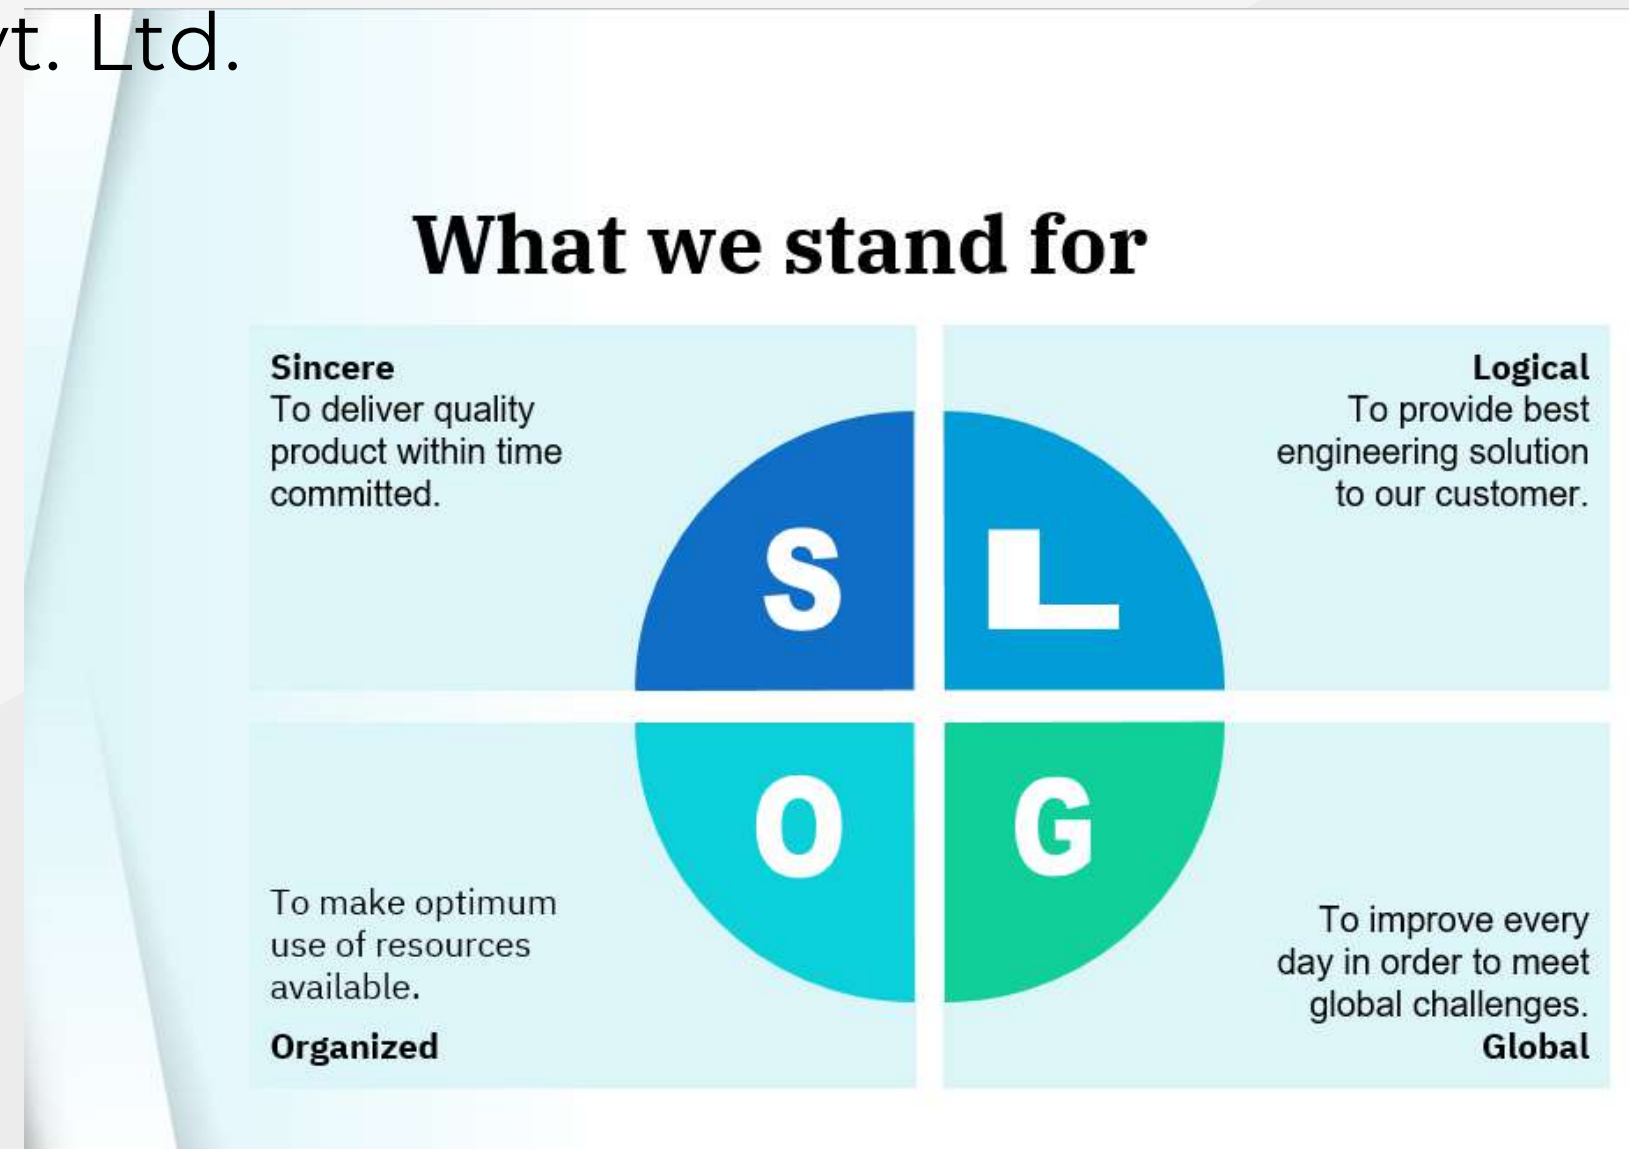 Ltd.
What we stand for
Sincere
To deliver quality
product within time
committed.
Logical
To provide best
engineering solution
to our customer.
S
L
O
G
To make optimum
use of resources
available.
Organized
To improve every
day in order to meet
global challenges.
Global